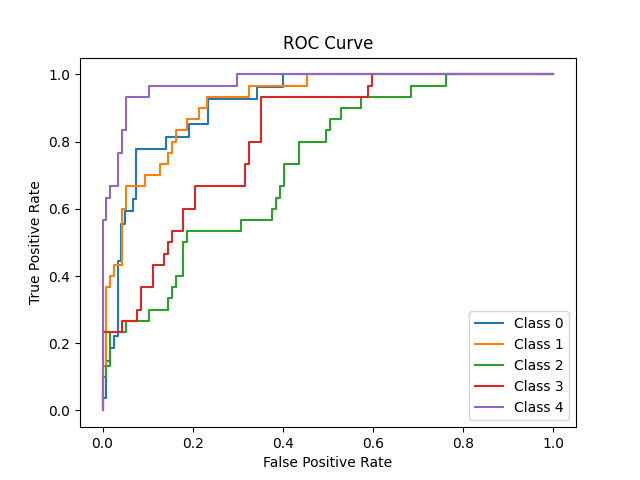 ROC Curve
1.0
0.8
0.6
0.4
0.2
0.0
True Positive Rate
0.0 0.2 0.4 0.6 0.8 1.0
False Positive Rate
Class 0
Class 1
Class 2
Class 3
Class 4